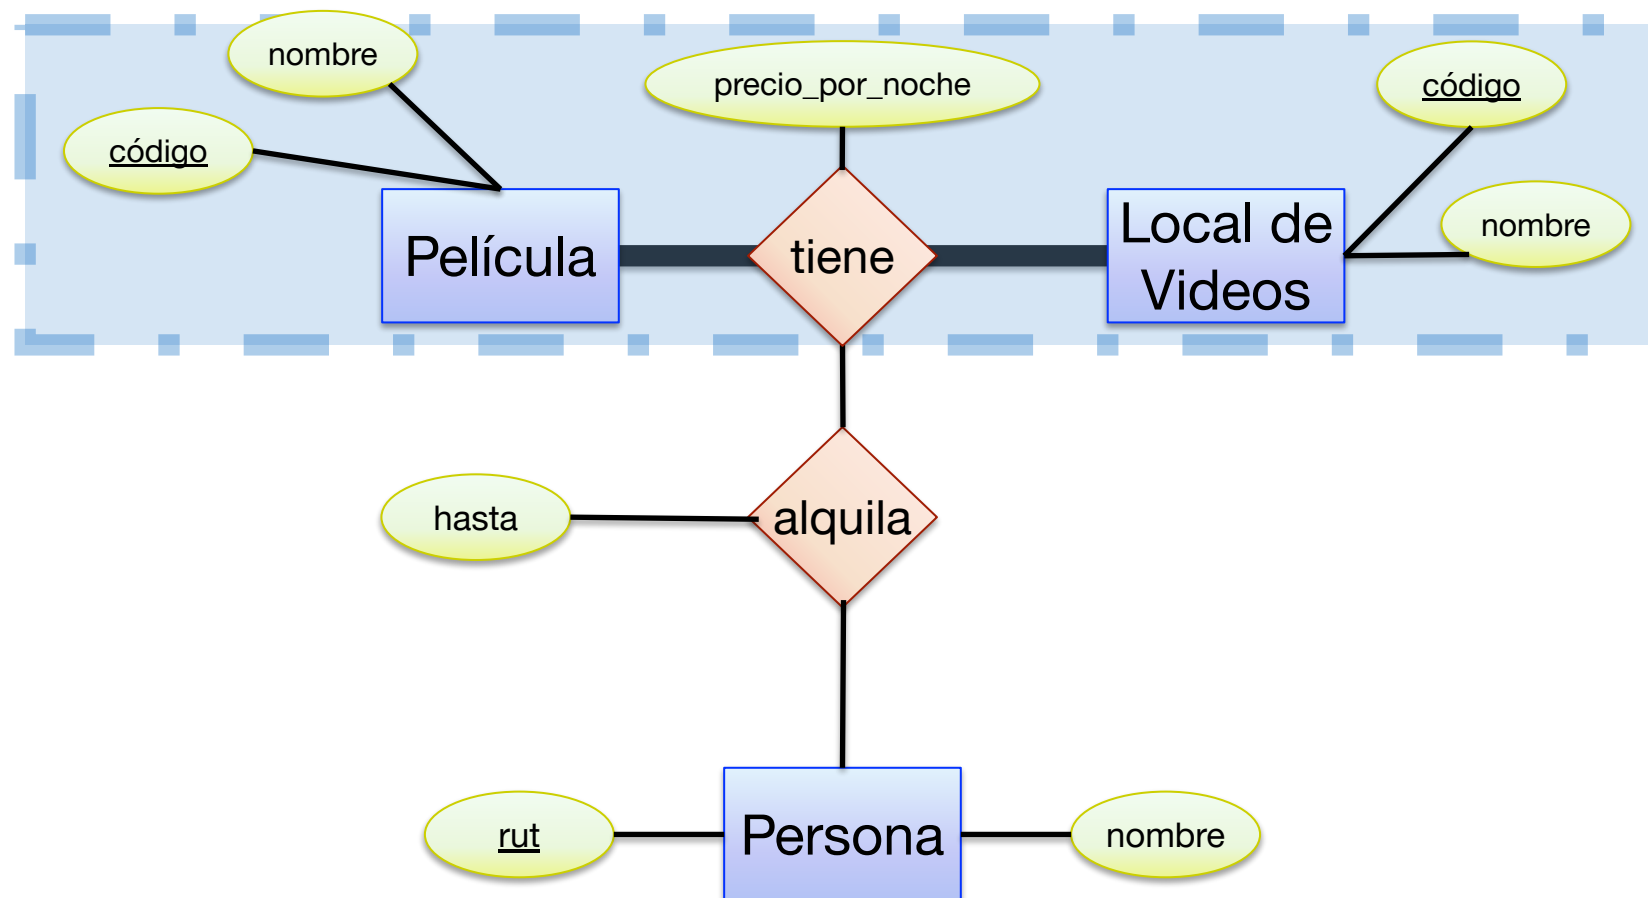 nombre
código
precio_por_noche
código
nombre
Película
tiene
Local de
Videos
hasta
alquila
rut
Persona
nombre